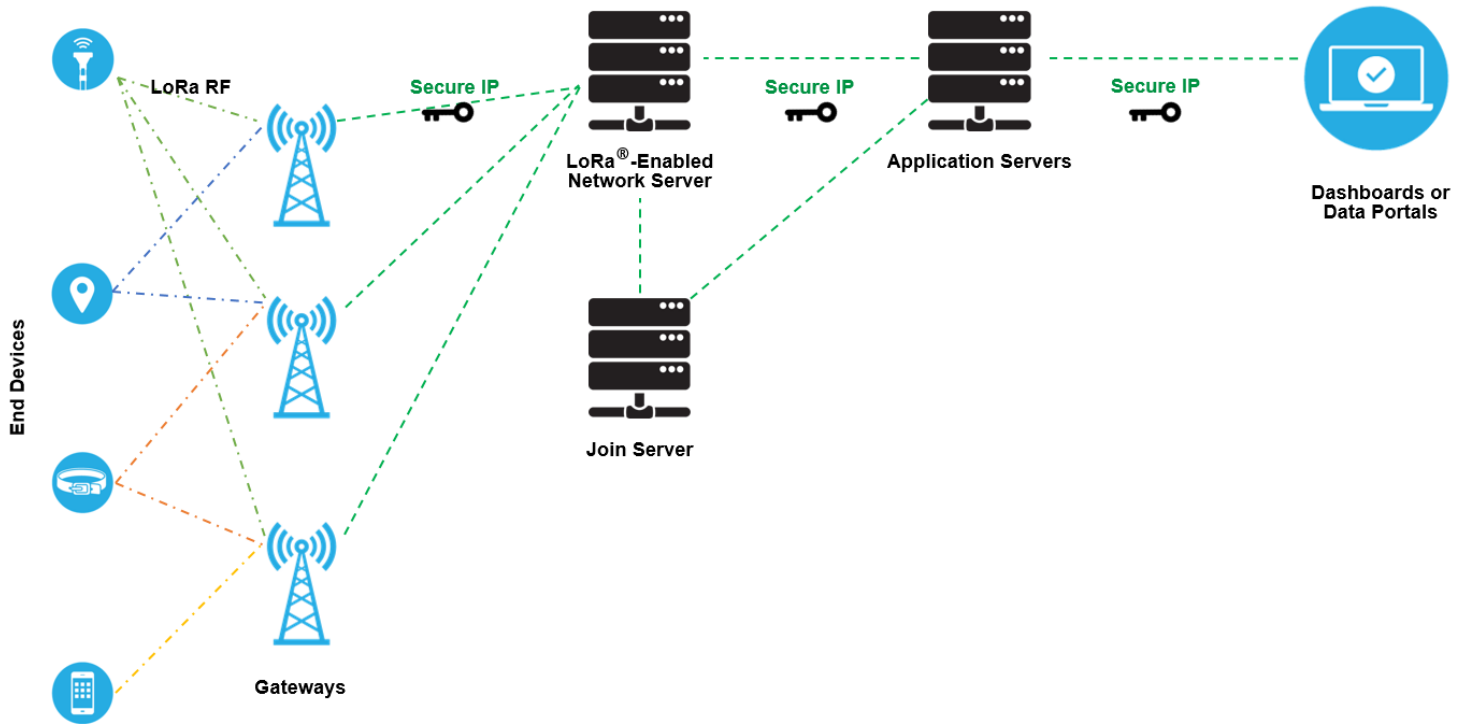 LoRa RF
Secure IP
Secure IP
Secure IP
LoRa®-Enabled
Network Server
Application Servers
Dashboards or
Data Portals
End Devices
Join Server
Gateways